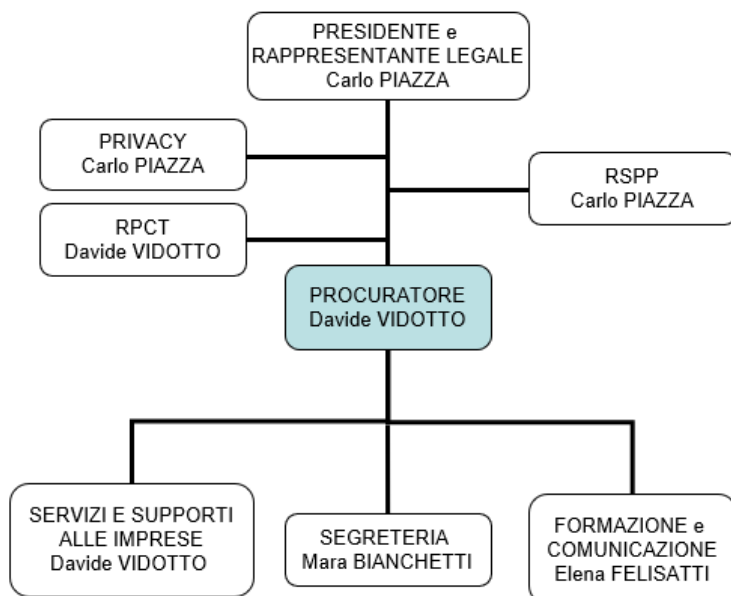 PRESIDENTE e
RAPPRESENTANTE LEGALE
Carlo PIAZZA
PRIVACY
Carlo PIAZZA
RSPP
Carlo PIAZZA
RPCT
Davide VIDOTTO
PROCURATORE
Davide VIDOTTO
SERVIZI E SUPPORTI
ALLE IMPRESE
Davide VIDOTTO
SEGRETERIA
Mara BIANCHETTI
FORMAZIONE e
COMUNICAZIONE
Elena FELISATTI